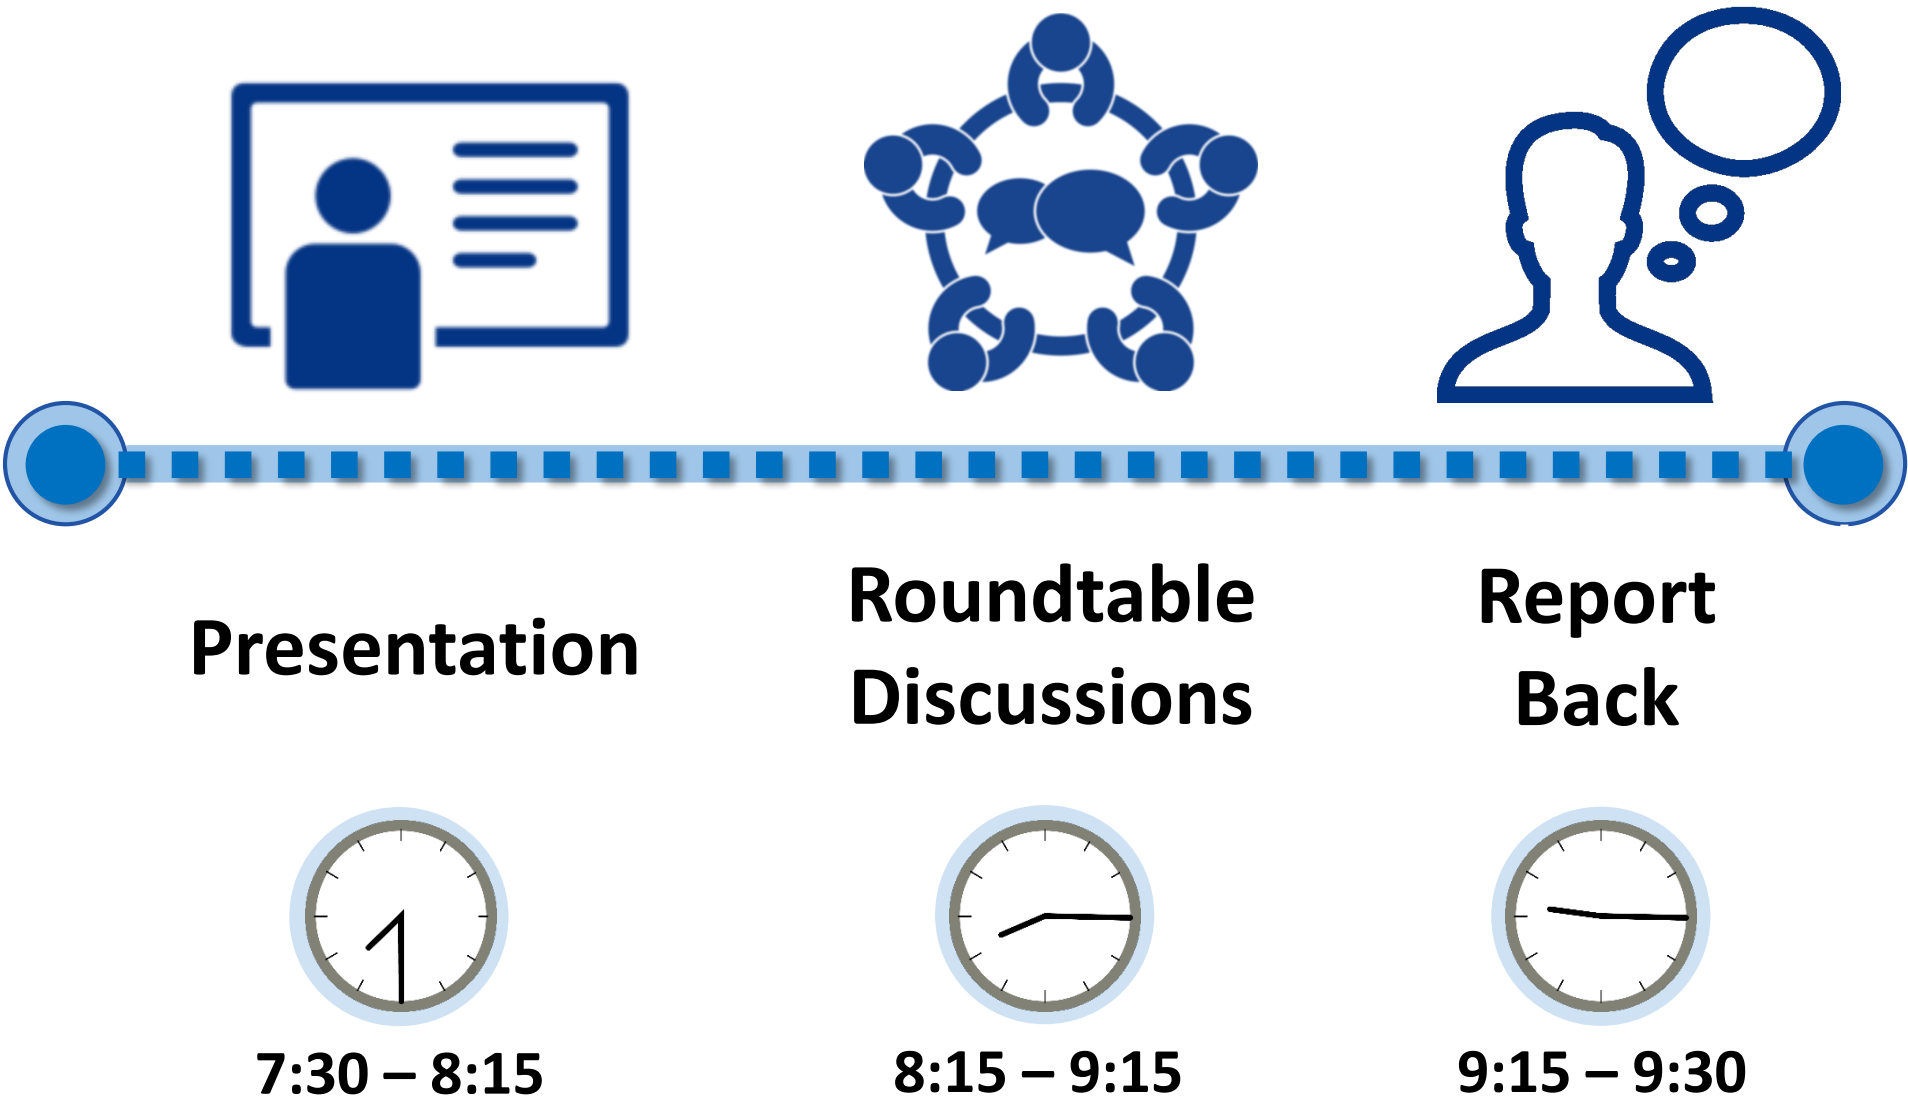 Presentation
Roundtable
Discussions
Report
Back
7:30 – 8:15
8:15 – 9:15
9:15 – 9:30